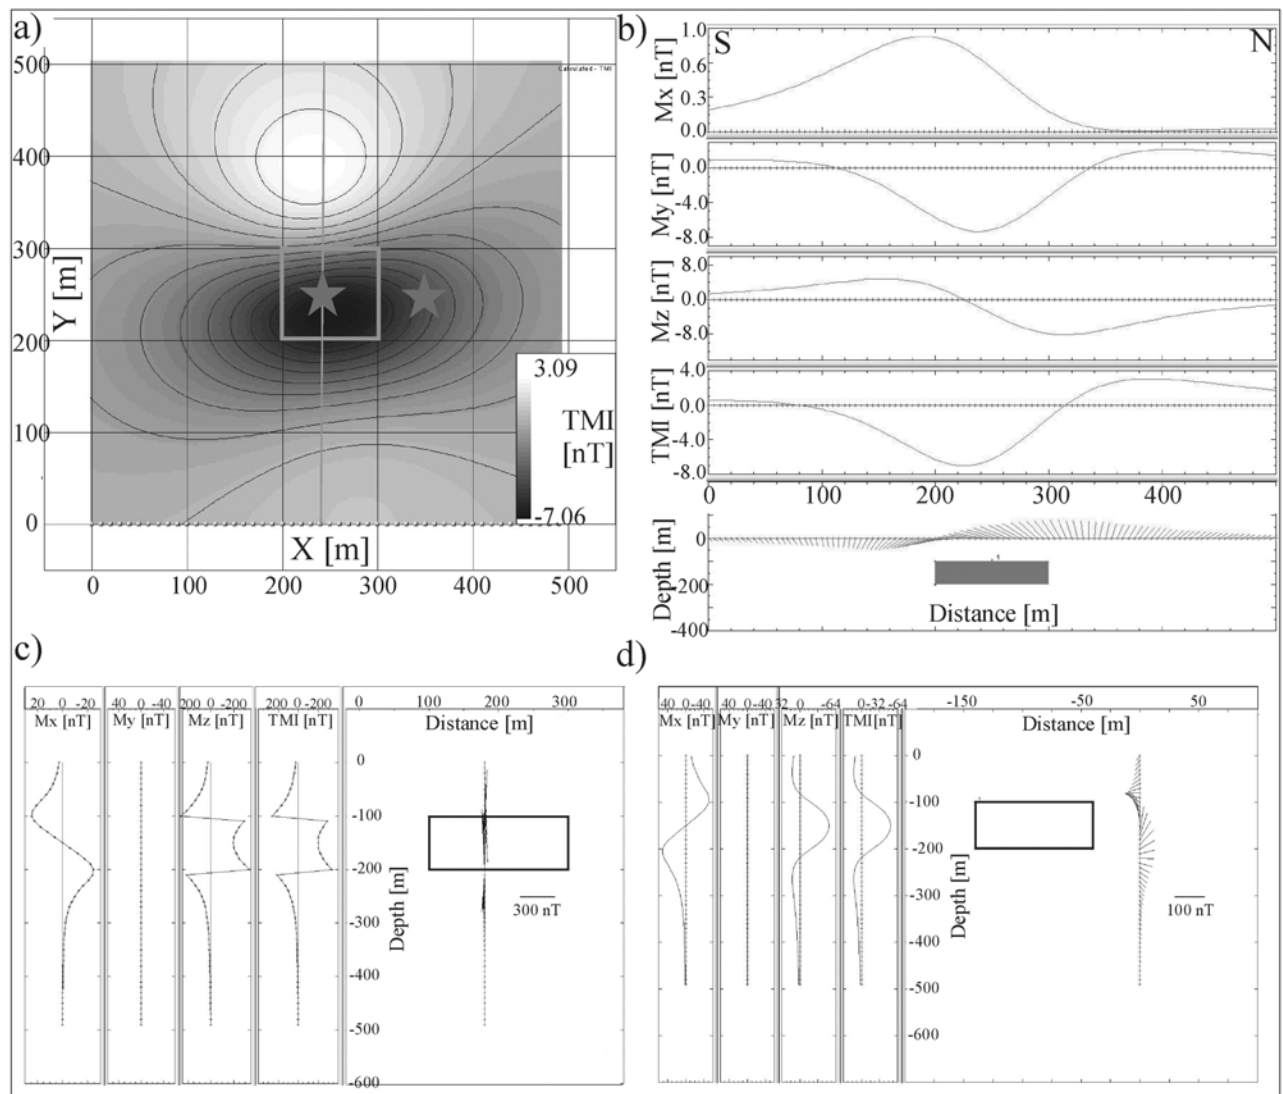 a)
500
400
300
200
100
0
Y [m]
Calculated - TMI
3.09
TMI
[nT]
-7.06
X [m]
0 100 200 300 400 500 550
b)
S N
1.0
0.6
0.3
0.0
Mx [nT]
0.0
-4.0
-8.0
My [nT]
8.0
0.0
-8.0
Mz [nT]
4.0
0.0
-4.0
-8.0
TMI [nT]
0 100 200 300 400 500
0
-200
-400
Depth [m]
1
Distance [m]
c)
20 0 -20
Mx [nT]
40 0 -40
My [nT]
200 0 -200
Mz [nT]
200 0 -200
TMI [nT]
0 100 200 300
Distance [m]
0
-100
-200
-300
-400
-500
-600
Depth [m]
300 nT
d)
40 0 -40
Mx [nT]
40 0 -40
My [nT]
32 0 -64
Mz [nT]
0 -32 -64
TMI[nT]
-150 -50 50
Distance [m]
0
-100
-200
-300
-400
-500
-600
Depth [m]
100 nT